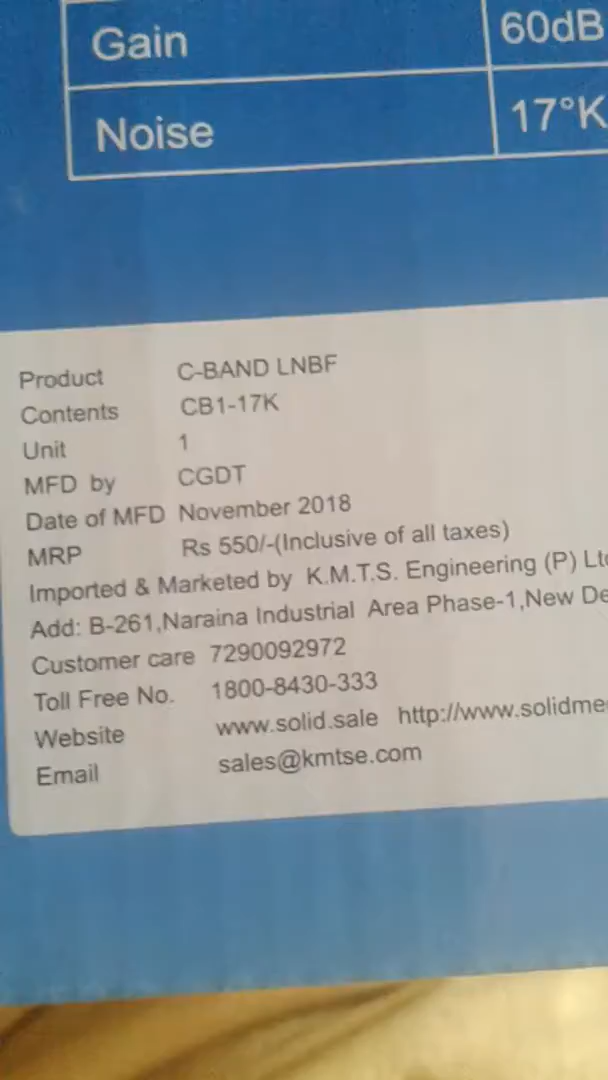 Gain 60dB
Noise 17°K
Product C-BAND LNBF
Contents CB1-17K
Unit 1
MFD by CGDT
Date of MFD November 2018
MRP Rs 550/-(Inclusive of all taxes)
Imported & Marketed by K.M.T.S. Engineering (P) Ltd
Add: B-261,Naraina Industrial Area Phase-1,New De
Customer care 7290092972
Toll Free No. 1800-8430-333
Website www.solid.sale http://www.solidme
Email sales@kmtse.com